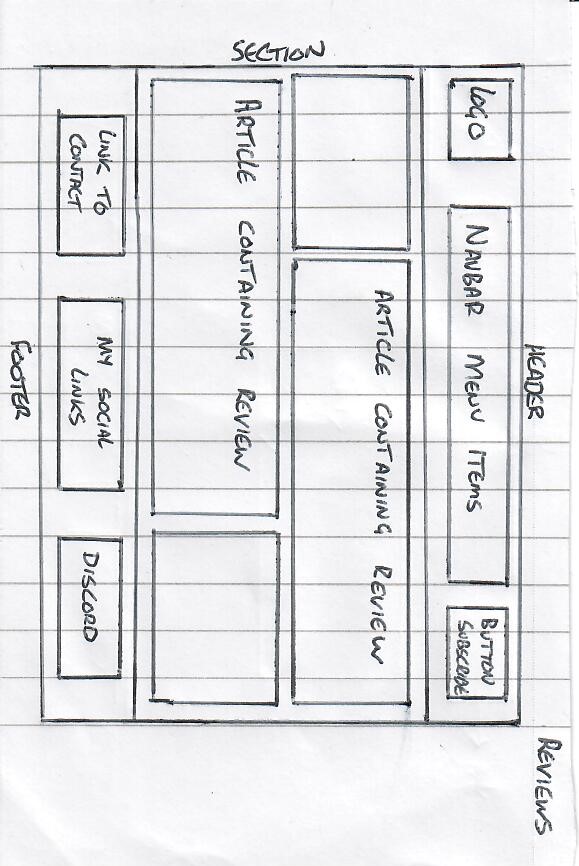 REVIEWS
HEADER
LOGO
NAVBAR MENU ITEMS
BUTTON
SUBSCRIBE
SECTION
ARTICLE CONTAINING REVIEW
ARTICLE CONTAINING REVIEW
LINK TO
CONTACT
MY SOCIAL
LINKS
DISCORD
FOOTER